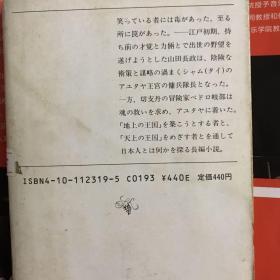 笑っている者には毒があった。至る
所に罠があった。――江戸初期、持
ち前の才覚と力倆とで出世の野望を
遂げようとした山田長政は、陰険な
術策と謀略の渦まくシャム(タイ)の
アユタヤ王宮の傭兵隊長となった。
一方、切支丹の冒険家ペドロ岐部は
魂の救いを求め、アユタヤに着いた。
「地上の王国」を築こうとする者と、
「天上の王国」をめざす者とを通して
日本人とは何かを探る長編小説。
ISBN4-10-112319-5 C0193 ¥440E 定価440円